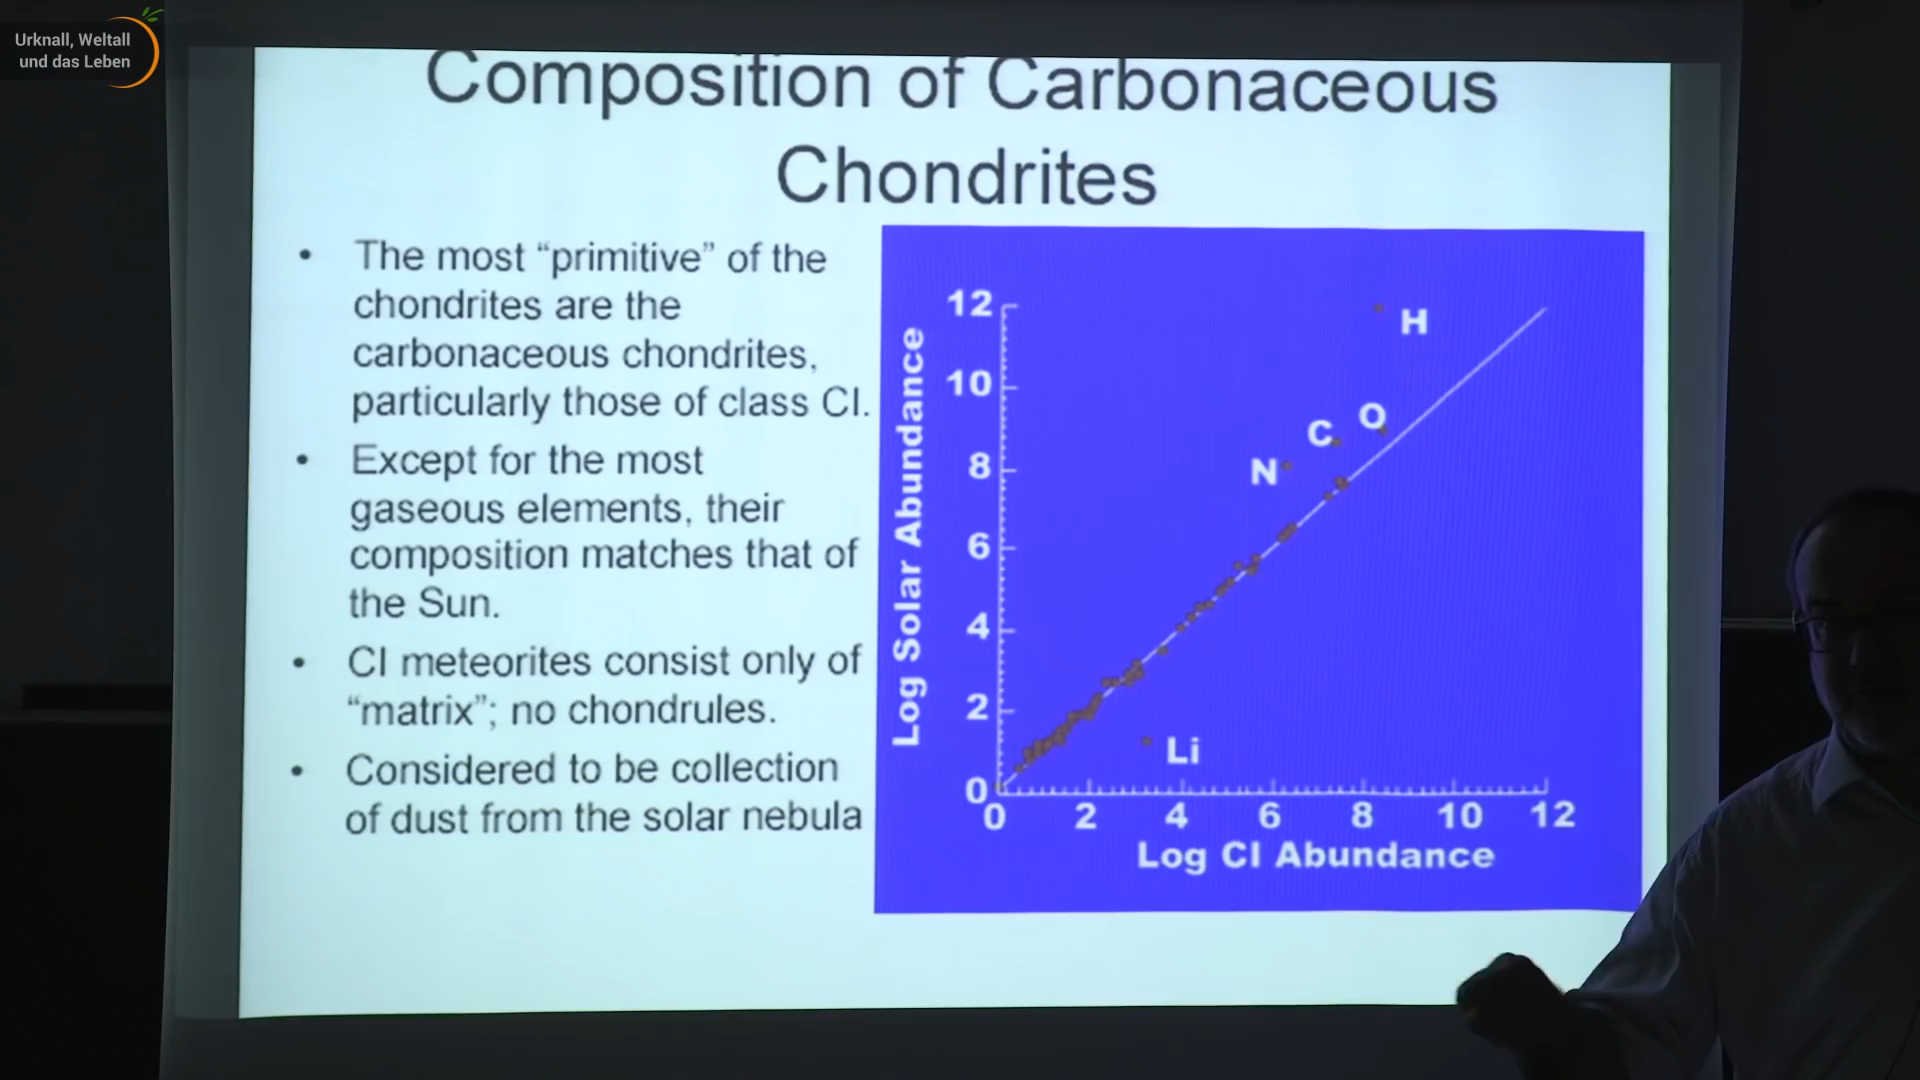 Urknall, Weltall
und das Leben
Composition of Carbonaceous
Chondrites
• The most “primitive” of the
chondrites are the
carbonaceous chondrites,
particularly those of class CI.
• Except for the most
gaseous elements, their
composition matches that of
the Sun.
• CI meteorites consist only of
“matrix”; no chondrules.
• Considered to be collection
of dust from the solar nebula
Log Solar Abundance
12
10
8
6
4
2
0
H
O
C
N
Li
0 2 4 6 8 10 12
Log CI Abundance